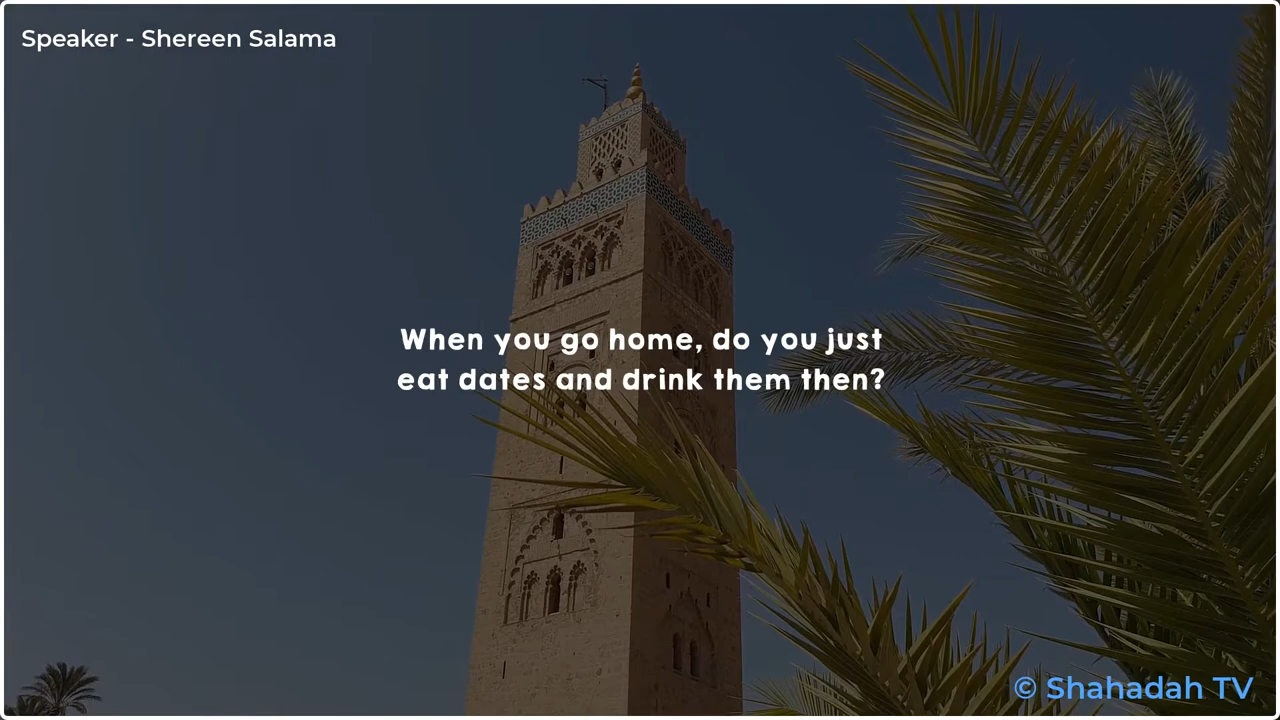 Speaker - Shereen Salama
When you go home, do you just
eat dates and drink them then?
© Shahadah TV